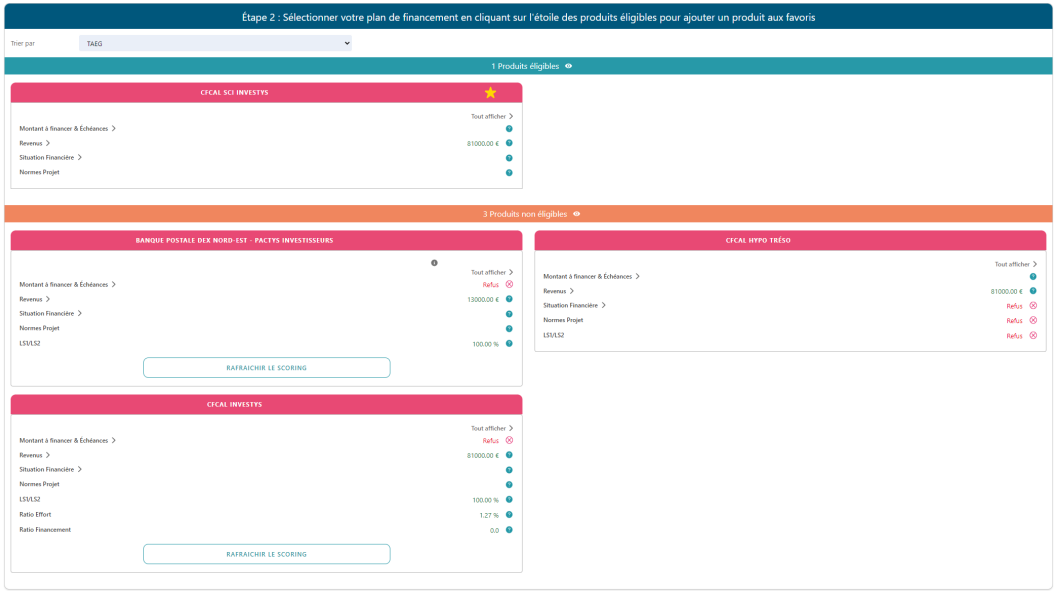 Étape 2 : Sélectionner votre plan de financement en cliquant sur l'étoile des produits éligibles pour ajouter un produit aux favoris
Trier par TAEG
1 Produits éligibles
CFCAL SCI INVESTYS
Tout afficher
Montant à financer & Échéances
Revenus 81000.00 €
Situation Financière
Normes Projet
3 Produits non éligibles
BANQUE POSTALE DEX NORD-EST - PACTYS INVESTISSEURS
Tout afficher
Montant à financer & Échéances Refus
Revenus 13000.00 €
Situation Financière
Normes Projet
LS1/LS2 100.00 %
RAFRAICHIR LE SCORING
CFCAL HYPO TRÉSO
Tout afficher
Montant à financer & Échéances
Revenus 81000.00 €
Situation Financière Refus
Normes Projet Refus
LS1/LS2 Refus
CFCAL INVESTYS
Tout afficher
Montant à financer & Échéances Refus
Revenus 81000.00 €
Situation Financière
Normes Projet
LS1/LS2 100.00 %
Ratio Effort 1.27 %
Ratio Financement 0.0
RAFRAICHIR LE SCORING